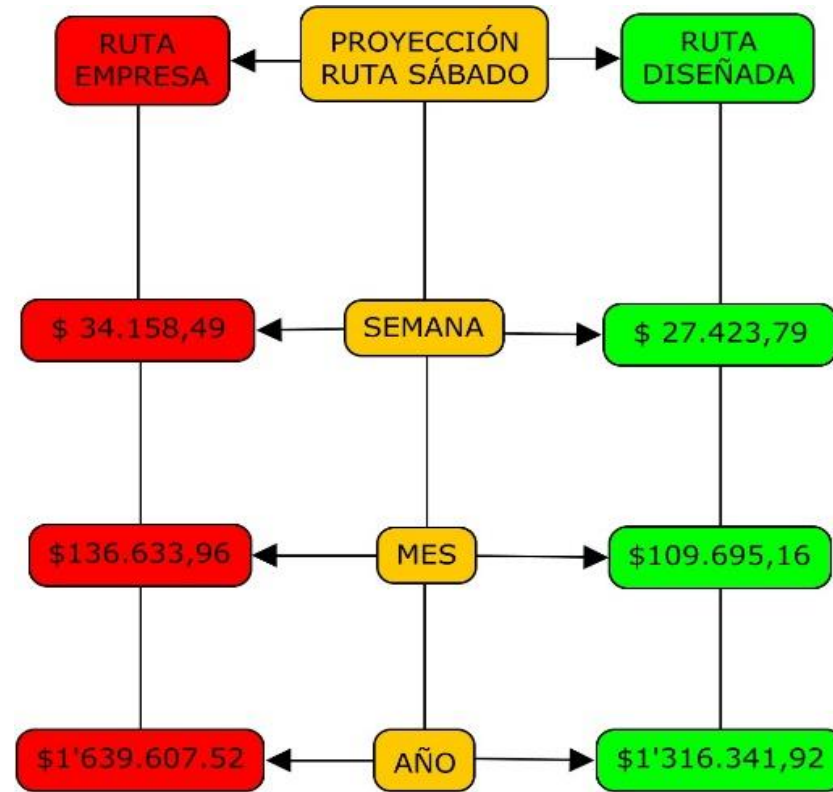 RUTA
EMPRESA
PROYECCIÓN
RUTA SÁBADO
RUTA
DISEÑADA
$ 34.158,49
SEMANA
$ 27.423,79
$136.633,96
MES
$109.695,16
$1'639.607.52
AÑO
$1'316.341,92